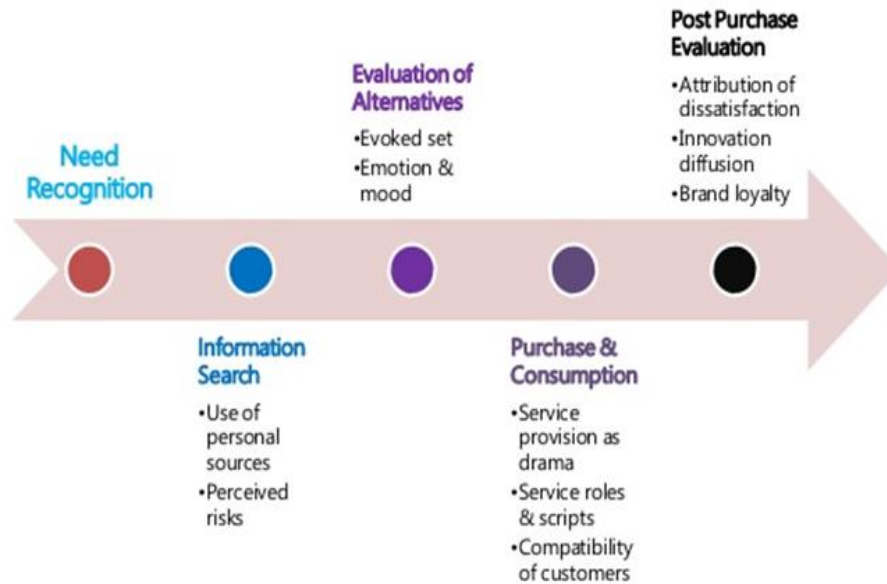 Need
Recognition
Information
Search
•Use of
personal
sources
•Perceived
risks
Evaluation of
Alternatives
•Evoked set
•Emotion &
mood
Purchase &
Consumption
•Service
provision as
drama
•Service roles
& scripts
•Compatibility
of customers
Post Purchase
Evaluation
•Attribution of
dissatisfaction
•Innovation
diffusion
•Brand loyalty